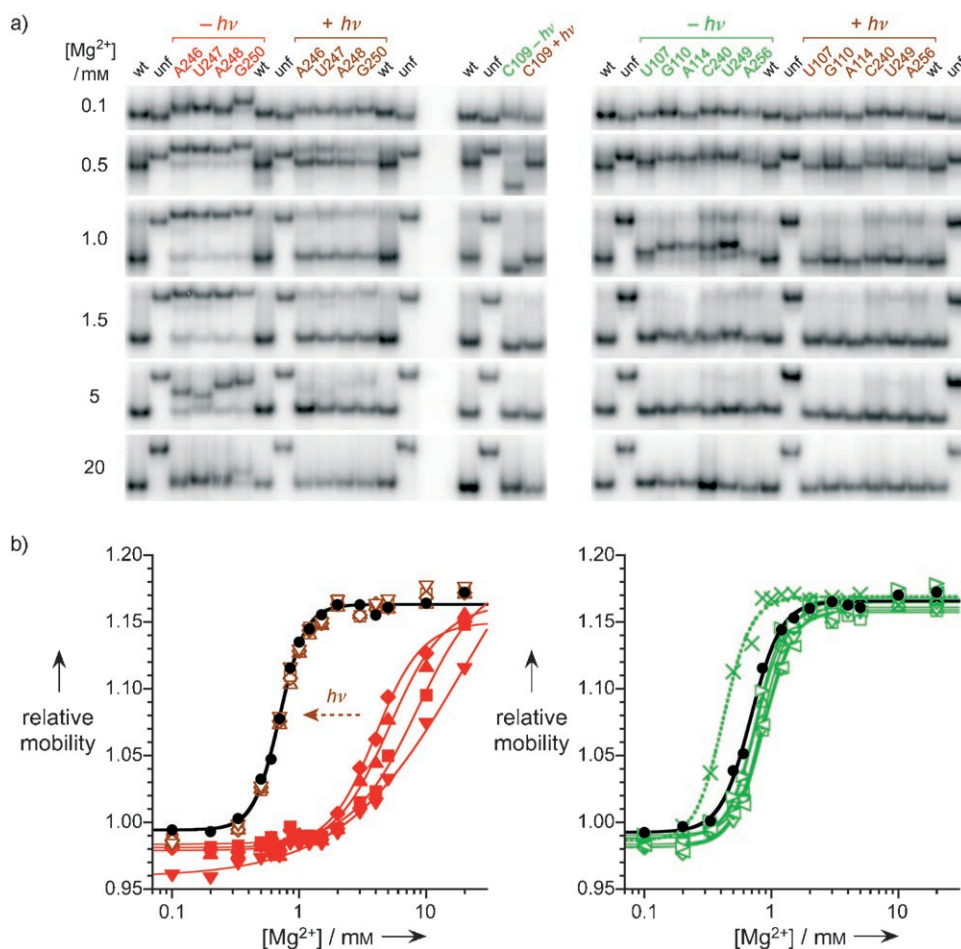 a)
– hν + hν – hν + hν
[Mg2+] / mM
wt unf A246 U247 A248 G250 wt unf A246 U247 A248 G250 wt unf wt unf C109 – hν C109 + hν wt unf U107 G110 A114 C240 U249 A256 wt unf U107 G110 A114 C240 U249 A256 wt unf
0.1
0.5
1.0
1.5
5
20
b)
1.20 1.20
1.15 1.15
1.10 1.10
relative mobility hν relative mobility
1.05 1.05
1.00 1.00
0.95 0.95
0.1 1 10 0.1 1 10
[Mg2+] / mM [Mg2+] / mM